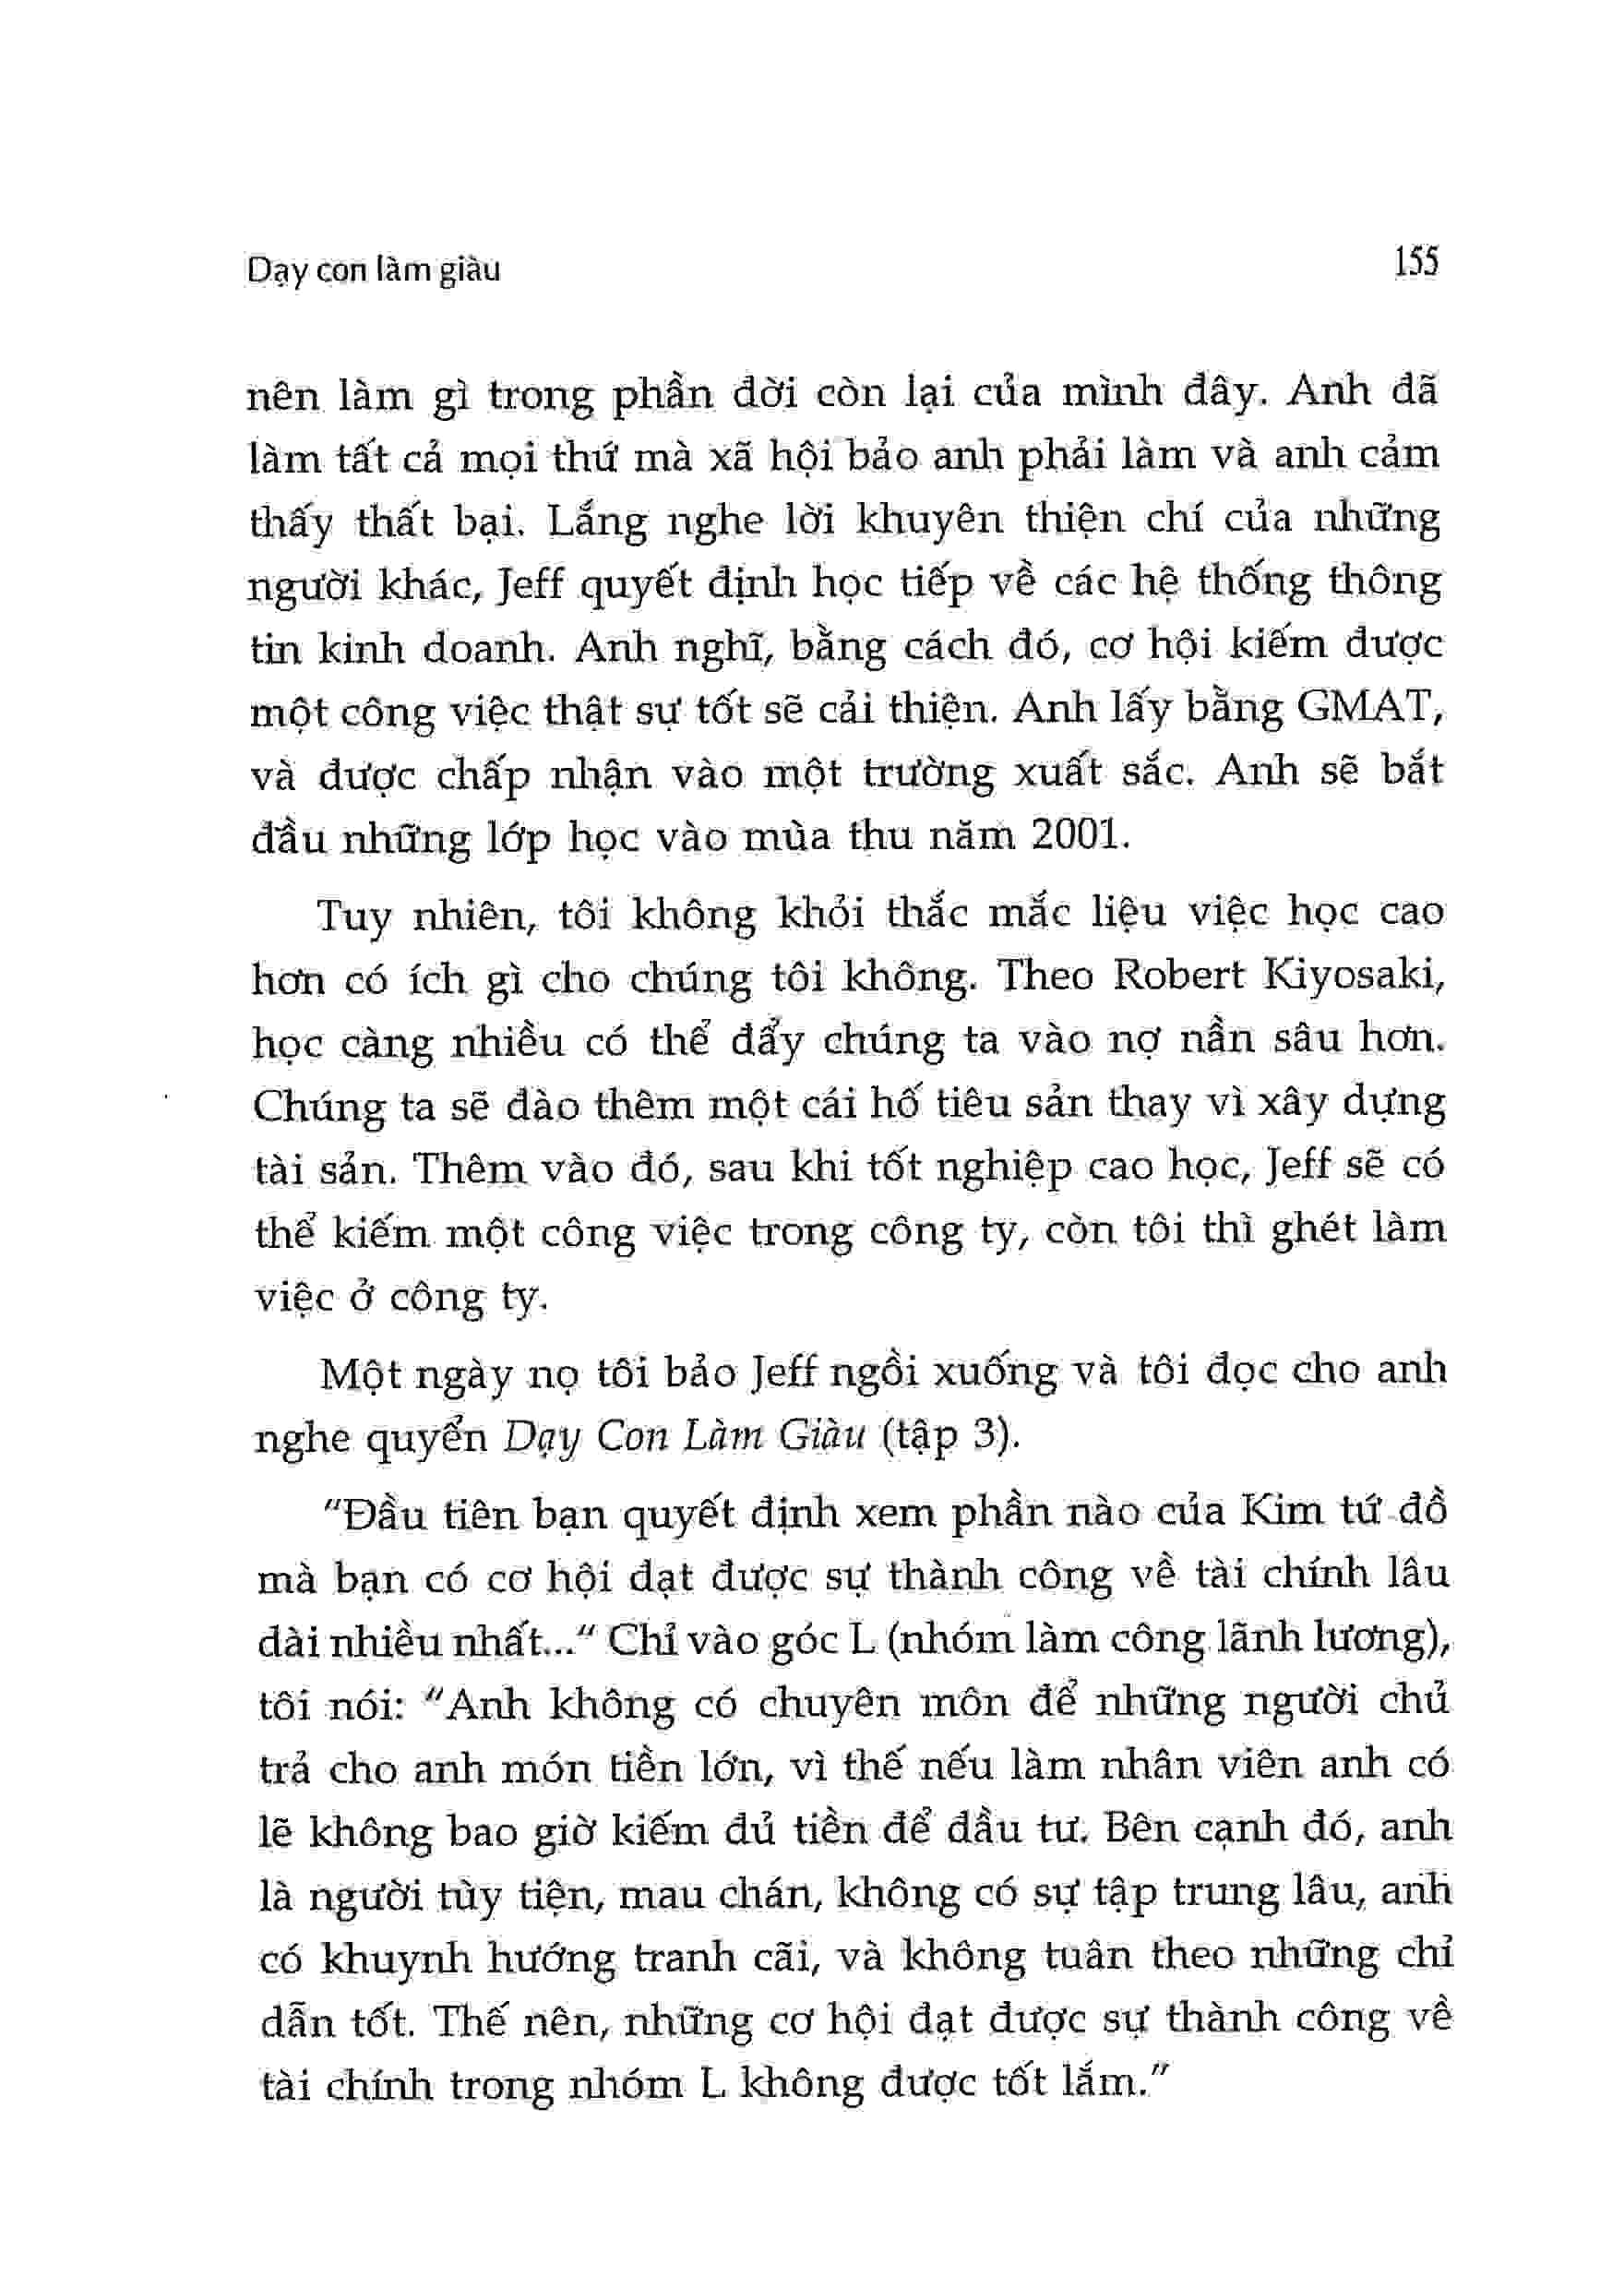 Dạy con làm giàu
155
nên làm gì trong phần đời còn lại của mình đây. Anh đã
làm tất cả mọi thứ mà xã hội bảo anh phải làm và anh cảm
thấy thất bại. Lắng nghe lời khuyên thiện chí của những
người khác, Jeff quyết định học tiếp về các hệ thống thông
tin kinh doanh. Anh nghĩ, bằng cách đó, cơ hội kiếm được
một công việc thật sự tốt sẽ cải thiện. Anh lấy bằng GMAT,
và được chấp nhận vào một trường xuất sắc. Anh sẽ bắt
đầu những lớp học vào mùa thu năm 2001.
Tuy nhiên, tôi không khỏi thắc mắc liệu việc học cao
hơn có ích gì cho chúng tôi không. Theo Robert Kiyosaki,
học càng nhiều có thể đẩy chúng ta vào nợ nần sâu hơn.
Chúng ta sẽ đào thêm một cái hố tiêu sản thay vì xây dựng
tài sản. Thêm vào đó, sau khi tốt nghiệp cao học, Jeff sẽ có
thể kiếm một công việc trong công ty, còn tôi thì ghét làm
việc ở công ty.
Một ngày nọ tôi bảo Jeff ngồi xuống và tôi đọc cho anh
nghe quyển Dạy Con Làm Giàu (tập 3).
"Đầu tiên bạn quyết định xem phần nào của Kim tứ đồ
mà bạn có cơ hội đạt được sự thành công về tài chính lâu
dài nhiều nhất..." Chỉ vào góc L (nhóm làm công lãnh lương),
tôi nói: "Anh không có chuyên môn để những người chủ
trả cho anh món tiền lớn, vì thế nếu làm nhân viên anh có
lẽ không bao giờ kiếm đủ tiền để đầu tư. Bên cạnh đó, anh
là người tùy tiện, mau chán, không có sự tập trung lâu, anh
có khuynh hướng tranh cãi, và không tuân theo những chỉ
dẫn tốt. Thế nên, những cơ hội đạt được sự thành công về
tài chính trong nhóm L không được tốt lắm."